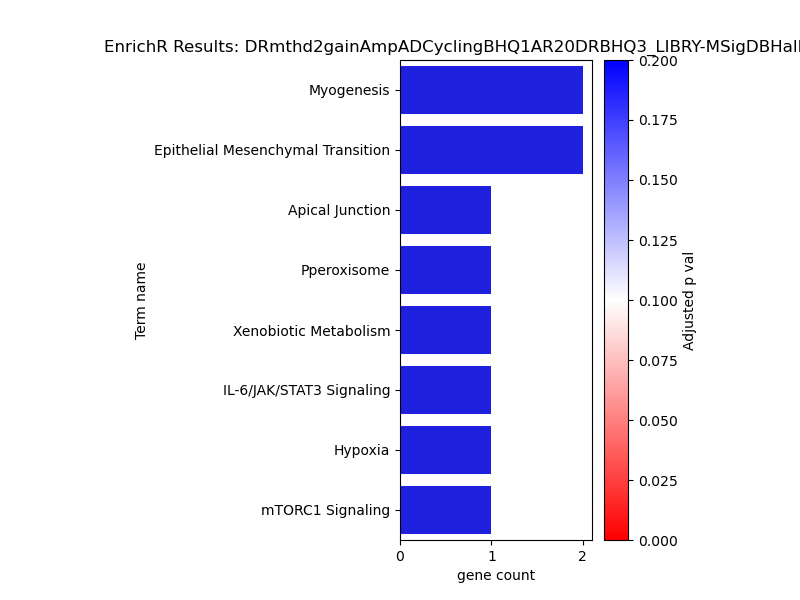 EnrichR Results: DRmthd2gainAmpADCyclingBHQ1AR20DRBHQ3_LIBRY-MSigDBHall
Myogenesis
Epithelial Mesenchymal Transition
Apical Junction
Pperoxisome
Xenobiotic Metabolism
IL-6/JAK/STAT3 Signaling
Hypoxia
mTORC1 Signaling
Term name
0
1
2
gene count
0.200
0.175
0.150
0.125
0.100
0.075
0.050
0.025
0.000
Adjusted p val